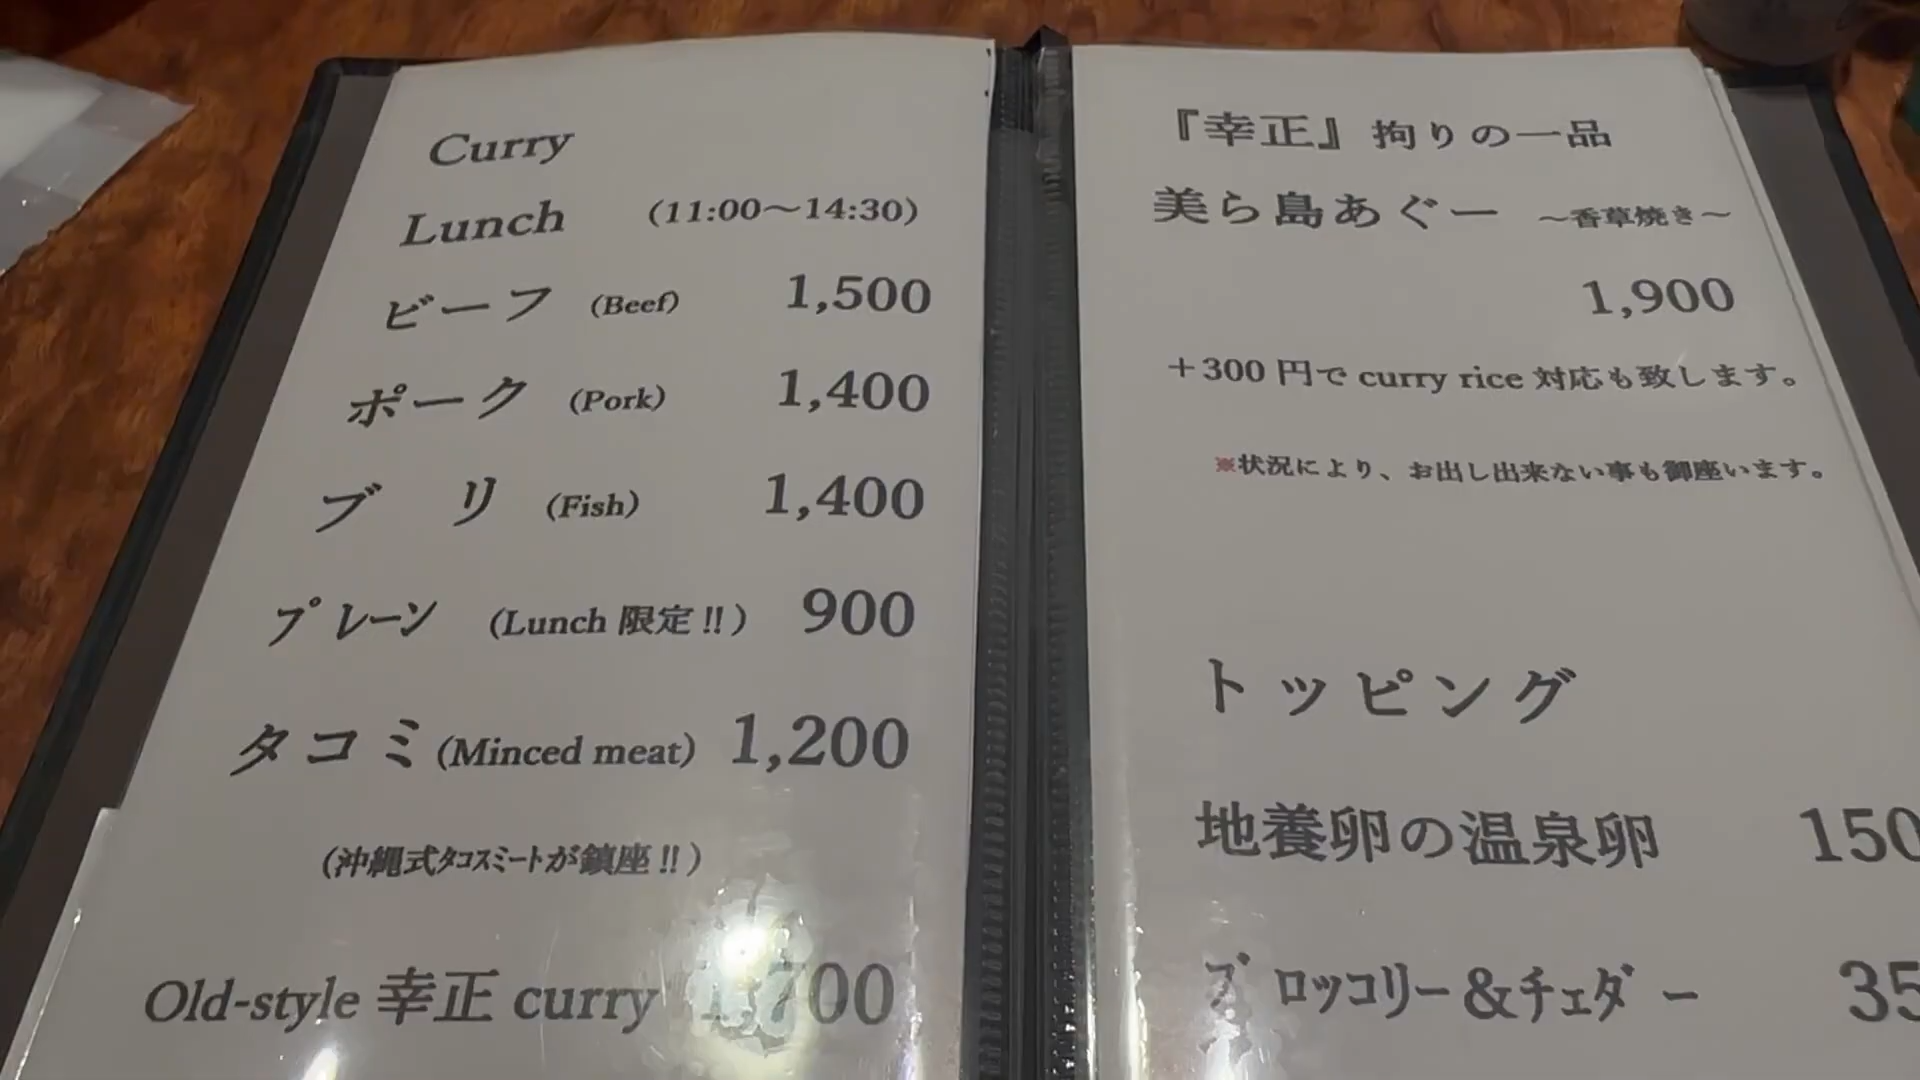 Curry
Lunch (11:00～14:30)
ビーフ (Beef) 1,500
ポーク (Pork) 1,400
ブリ (Fish) 1,400
プレーン (Lunch 限定!!) 900
タコミ (Minced meat) 1,200
(沖縄式タコスミートが鎮座!!)
Old-style 幸正 curry 1,700
『幸正』拘りの一品
美ら島あぐー ～香草焼き～
1,900
＋300 円で curry rice 対応も致します。
※状況により、お出し出来ない事も御座います。
トッピング
地養卵の温泉卵 150
ブロッコリー＆チェダー 35